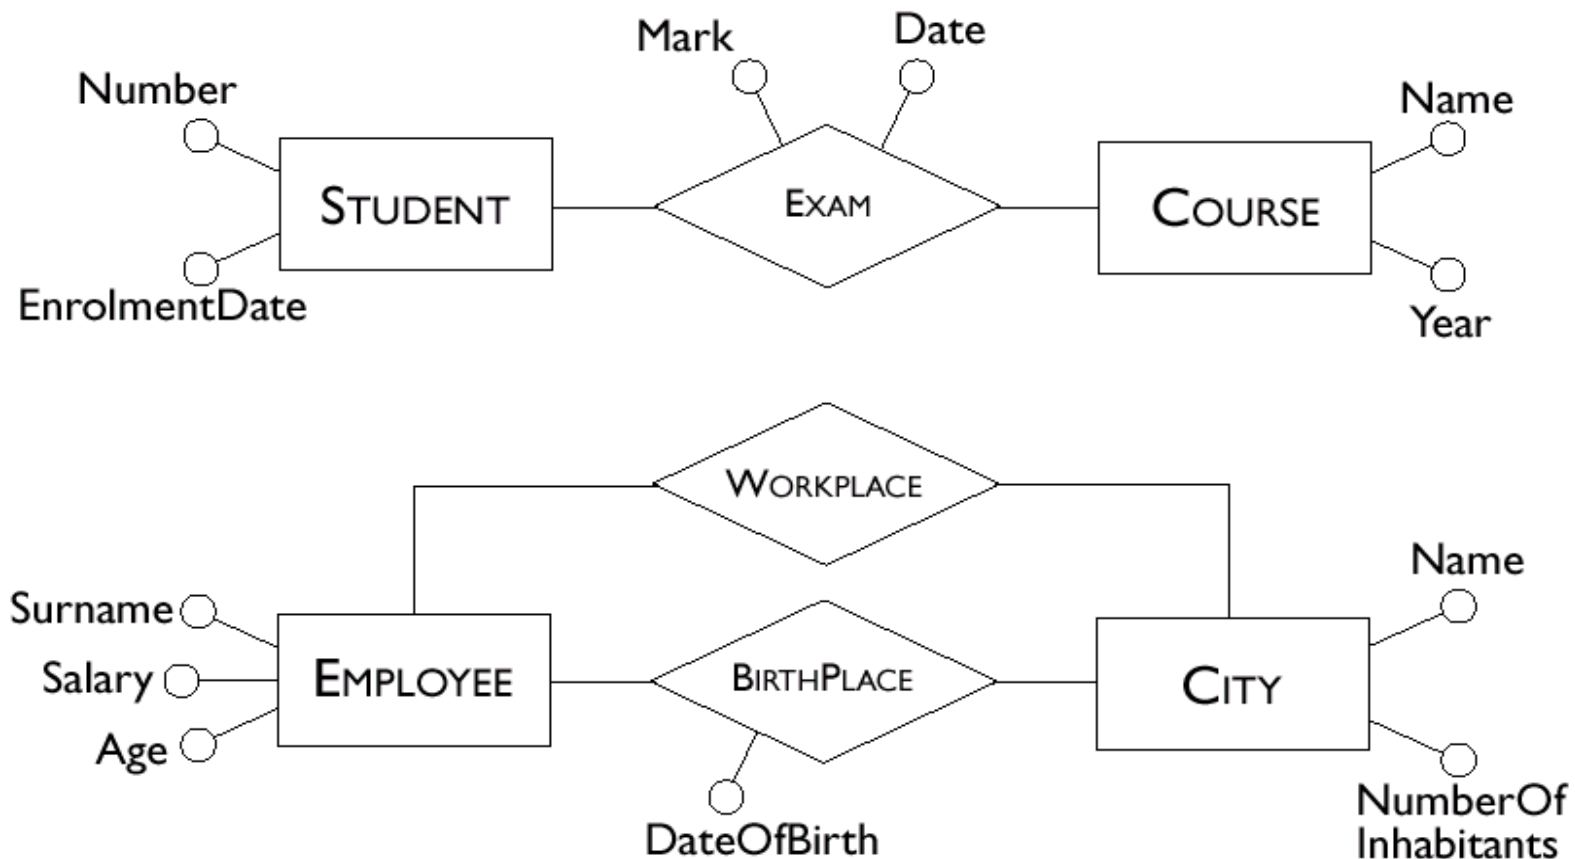 Mark
Date
Number
Name
STUDENT
EXAM
COURSE
EnrolmentDate
Year
WORKPLACE
Name
Surname
Salary
EMPLOYEE
BIRTHPLACE
CITY
Age
DateOfBirth
NumberOf
Inhabitants